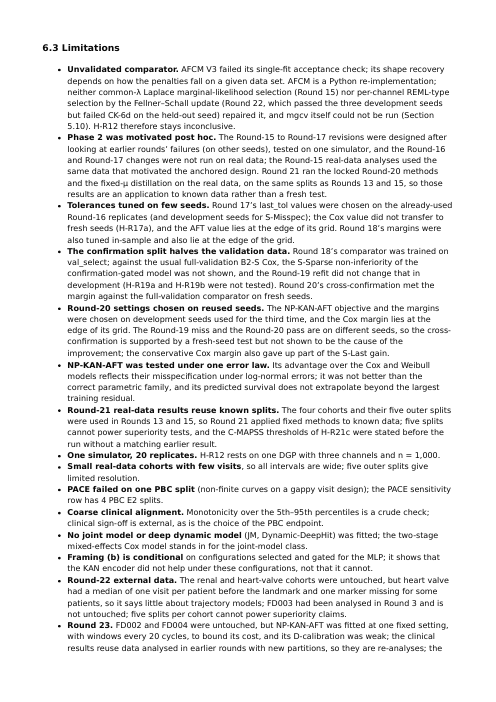 6.3 Limitations
• Unvalidated comparator. AFCM V3 failed its single-fit acceptance check; its shape recovery
depends on how the penalties fall on a given data set. AFCM is a Python re-implementation;
neither common-λ Laplace marginal-likelihood selection (Round 15) nor per-channel REML-type
selection by the Fellner–Schall update (Round 22, which passed the three development seeds
but failed CK-6d on the held-out seed) repaired it, and mgcv itself could not be run (Section
5.10). H-R12 therefore stays inconclusive.
• Phase 2 was motivated post hoc. The Round-15 to Round-17 revisions were designed after
looking at earlier rounds’ failures (on other seeds), tested on one simulator, and the Round-16
and Round-17 changes were not run on real data; the Round-15 real-data analyses used the
same data that motivated the anchored design. Round 21 ran the locked Round-20 methods
and the fixed-μ distillation on the real data, on the same splits as Rounds 13 and 15, so those
results are an application to known data rather than a fresh test.
• Tolerances tuned on few seeds. Round 17’s last_tol values were chosen on the already-used
Round-16 replicates (and development seeds for S-Misspec); the Cox value did not transfer to
fresh seeds (H-R17a), and the AFT value lies at the edge of its grid. Round 18’s margins were
also tuned in-sample and also lie at the edge of the grid.
• The confirmation split halves the validation data. Round 18’s comparator was trained on
val_select; against the usual full-validation B2-S Cox, the S-Sparse non-inferiority of the
confirmation-gated model was not shown, and the Round-19 refit did not change that in
development (H-R19a and H-R19b were not tested). Round 20’s cross-confirmation met the
margin against the full-validation comparator on fresh seeds.
• Round-20 settings chosen on reused seeds. The NP-KAN-AFT objective and the margins
were chosen on development seeds used for the third time, and the Cox margin lies at the
edge of its grid. The Round-19 miss and the Round-20 pass are on different seeds, so the cross-
confirmation is supported by a fresh-seed test but not shown to be the cause of the
improvement; the conservative Cox margin also gave up part of the S-Last gain.
• NP-KAN-AFT was tested under one error law. Its advantage over the Cox and Weibull
models reflects their misspecification under log-normal errors; it was not better than the
correct parametric family, and its predicted survival does not extrapolate beyond the largest
training residual.
• Round-21 real-data results reuse known splits. The four cohorts and their five outer splits
were used in Rounds 13 and 15, so Round 21 applied fixed methods to known data; five splits
cannot power superiority tests, and the C-MAPSS thresholds of H-R21c were stated before the
run without a matching earlier result.
• One simulator, 20 replicates. H-R12 rests on one DGP with three channels and n = 1,000.
• Small real-data cohorts with few visits, so all intervals are wide; five outer splits give
limited resolution.
• PACE failed on one PBC split (non-finite curves on a gappy visit design); the PACE sensitivity
row has 4 PBC E2 splits.
• Coarse clinical alignment. Monotonicity over the 5th–95th percentiles is a crude check;
clinical sign-off is external, as is the choice of the PBC endpoint.
• No joint model or deep dynamic model (JM, Dynamic-DeepHit) was fitted; the two-stage
mixed-effects Cox model stands in for the joint-model class.
• Framing (b) is conditional on configurations selected and gated for the MLP; it shows that
the KAN encoder did not help under these configurations, not that it cannot.
• Round-22 external data. The renal and heart-valve cohorts were untouched, but heart valve
had a median of one visit per patient before the landmark and one marker missing for some
patients, so it says little about trajectory models; FD003 had been analysed in Round 3 and is
not untouched; five splits per cohort cannot power superiority claims.
• Round 23. FD002 and FD004 were untouched, but NP-KAN-AFT was fitted at one fixed setting,
with windows every 20 cycles, to bound its cost, and its D-calibration was weak; the clinical
results reuse data analysed in earlier rounds with new partitions, so they are re-analyses; the